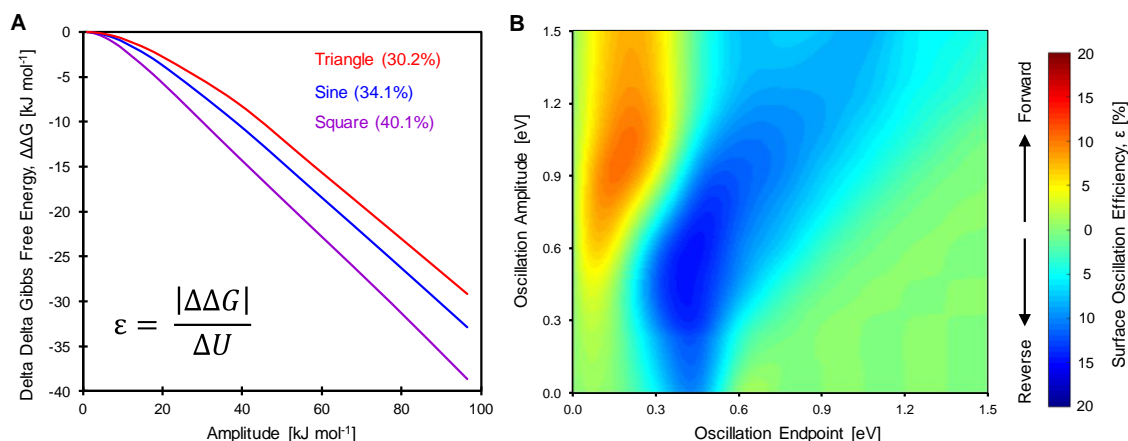 A
Delta Delta Gibbs Free Energy, ΔΔG [kJ mol⁻¹]
0
-5
-10
-15
-20
-25
-30
-35
-40
Triangle (30.2%)
Sine (34.1%)
Square (40.1%)
ε = |ΔΔG| / ΔU
0 20 40 60 80 100
Amplitude [kJ mol⁻¹]
B
Oscillation Amplitude [eV]
1.5
1.2
0.9
0.6
0.3
0.0
0.0 0.3 0.6 0.9 1.2 1.5
Oscillation Endpoint [eV]
Forward
Reverse
20
15
10
5
0
5
10
15
20
Surface Oscillation Efficiency, ε [%]